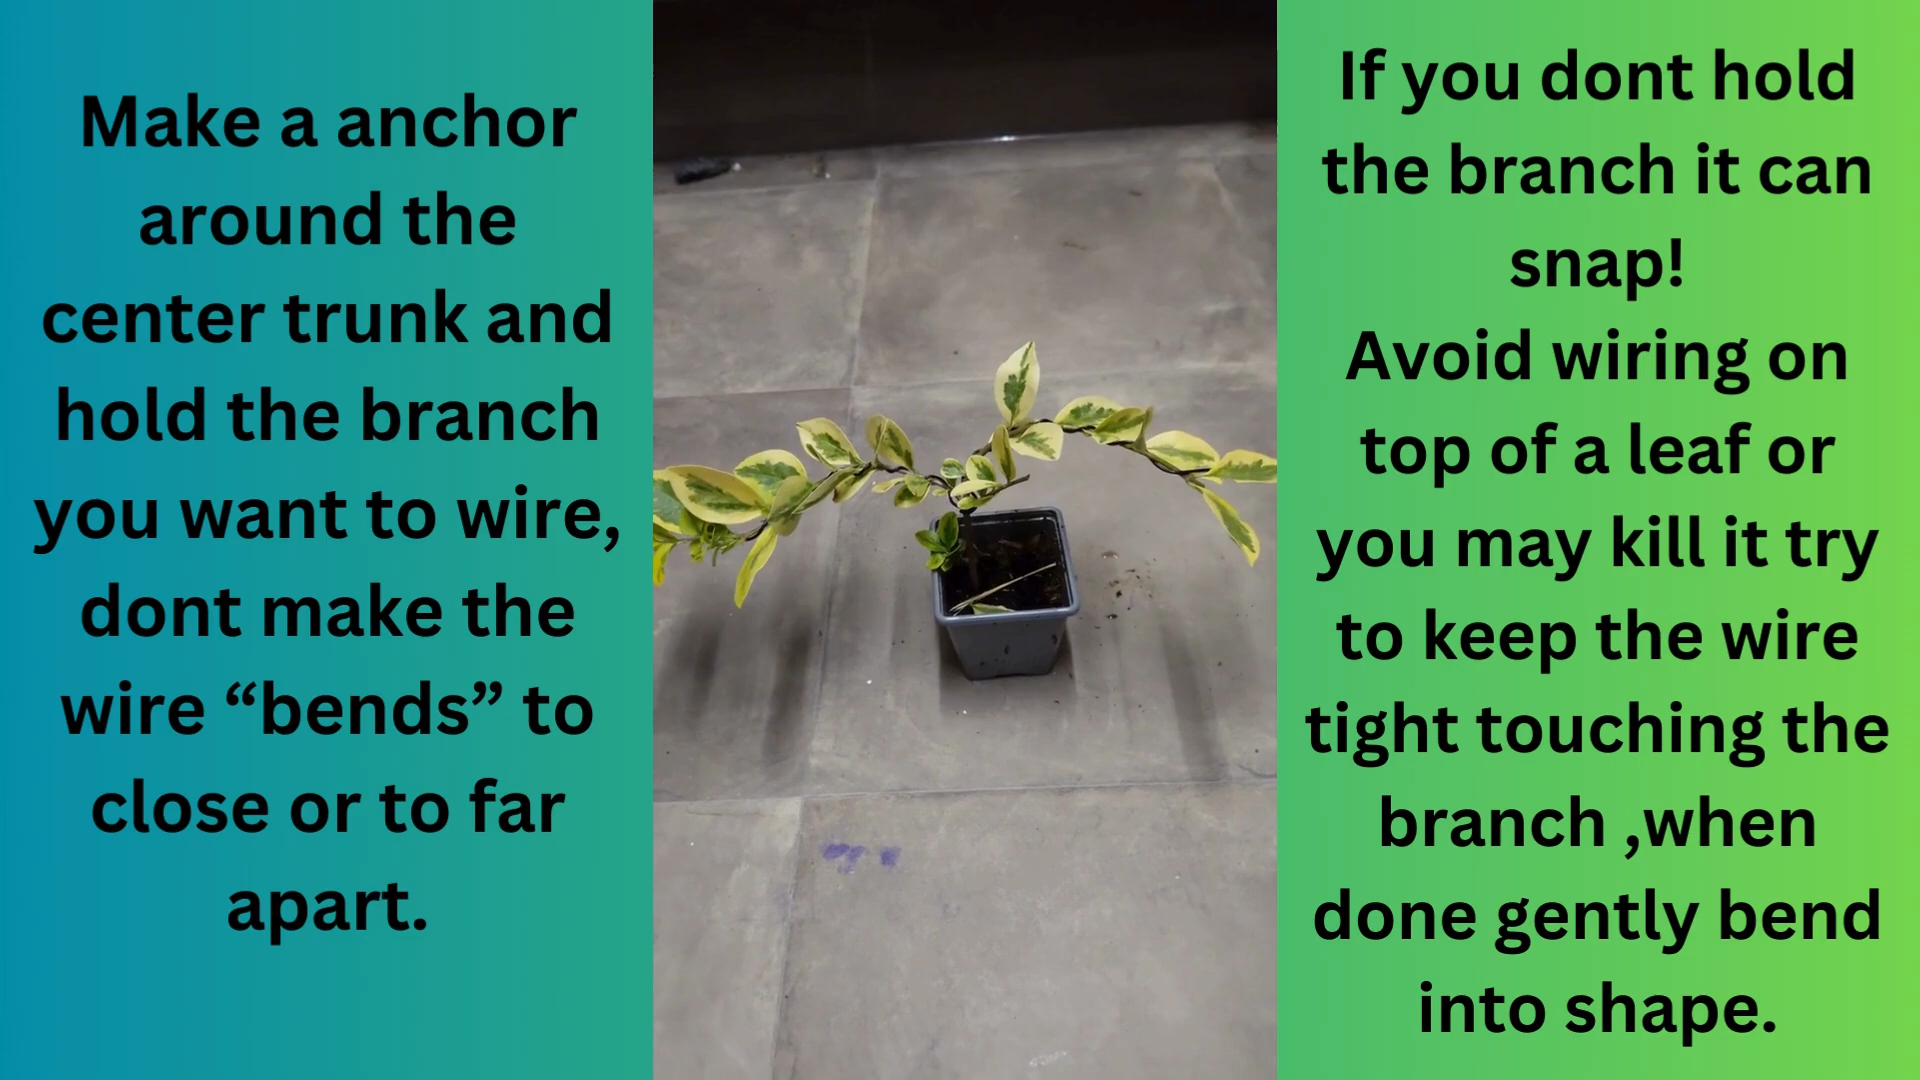 Make a anchor
around the
center trunk and
hold the branch
you want to wire,
dont make the
wire “bends” to
close or to far
apart.
If you dont hold
the branch it can
snap!
Avoid wiring on
top of a leaf or
you may kill it try
to keep the wire
tight touching the
branch ,when
done gently bend
into shape.